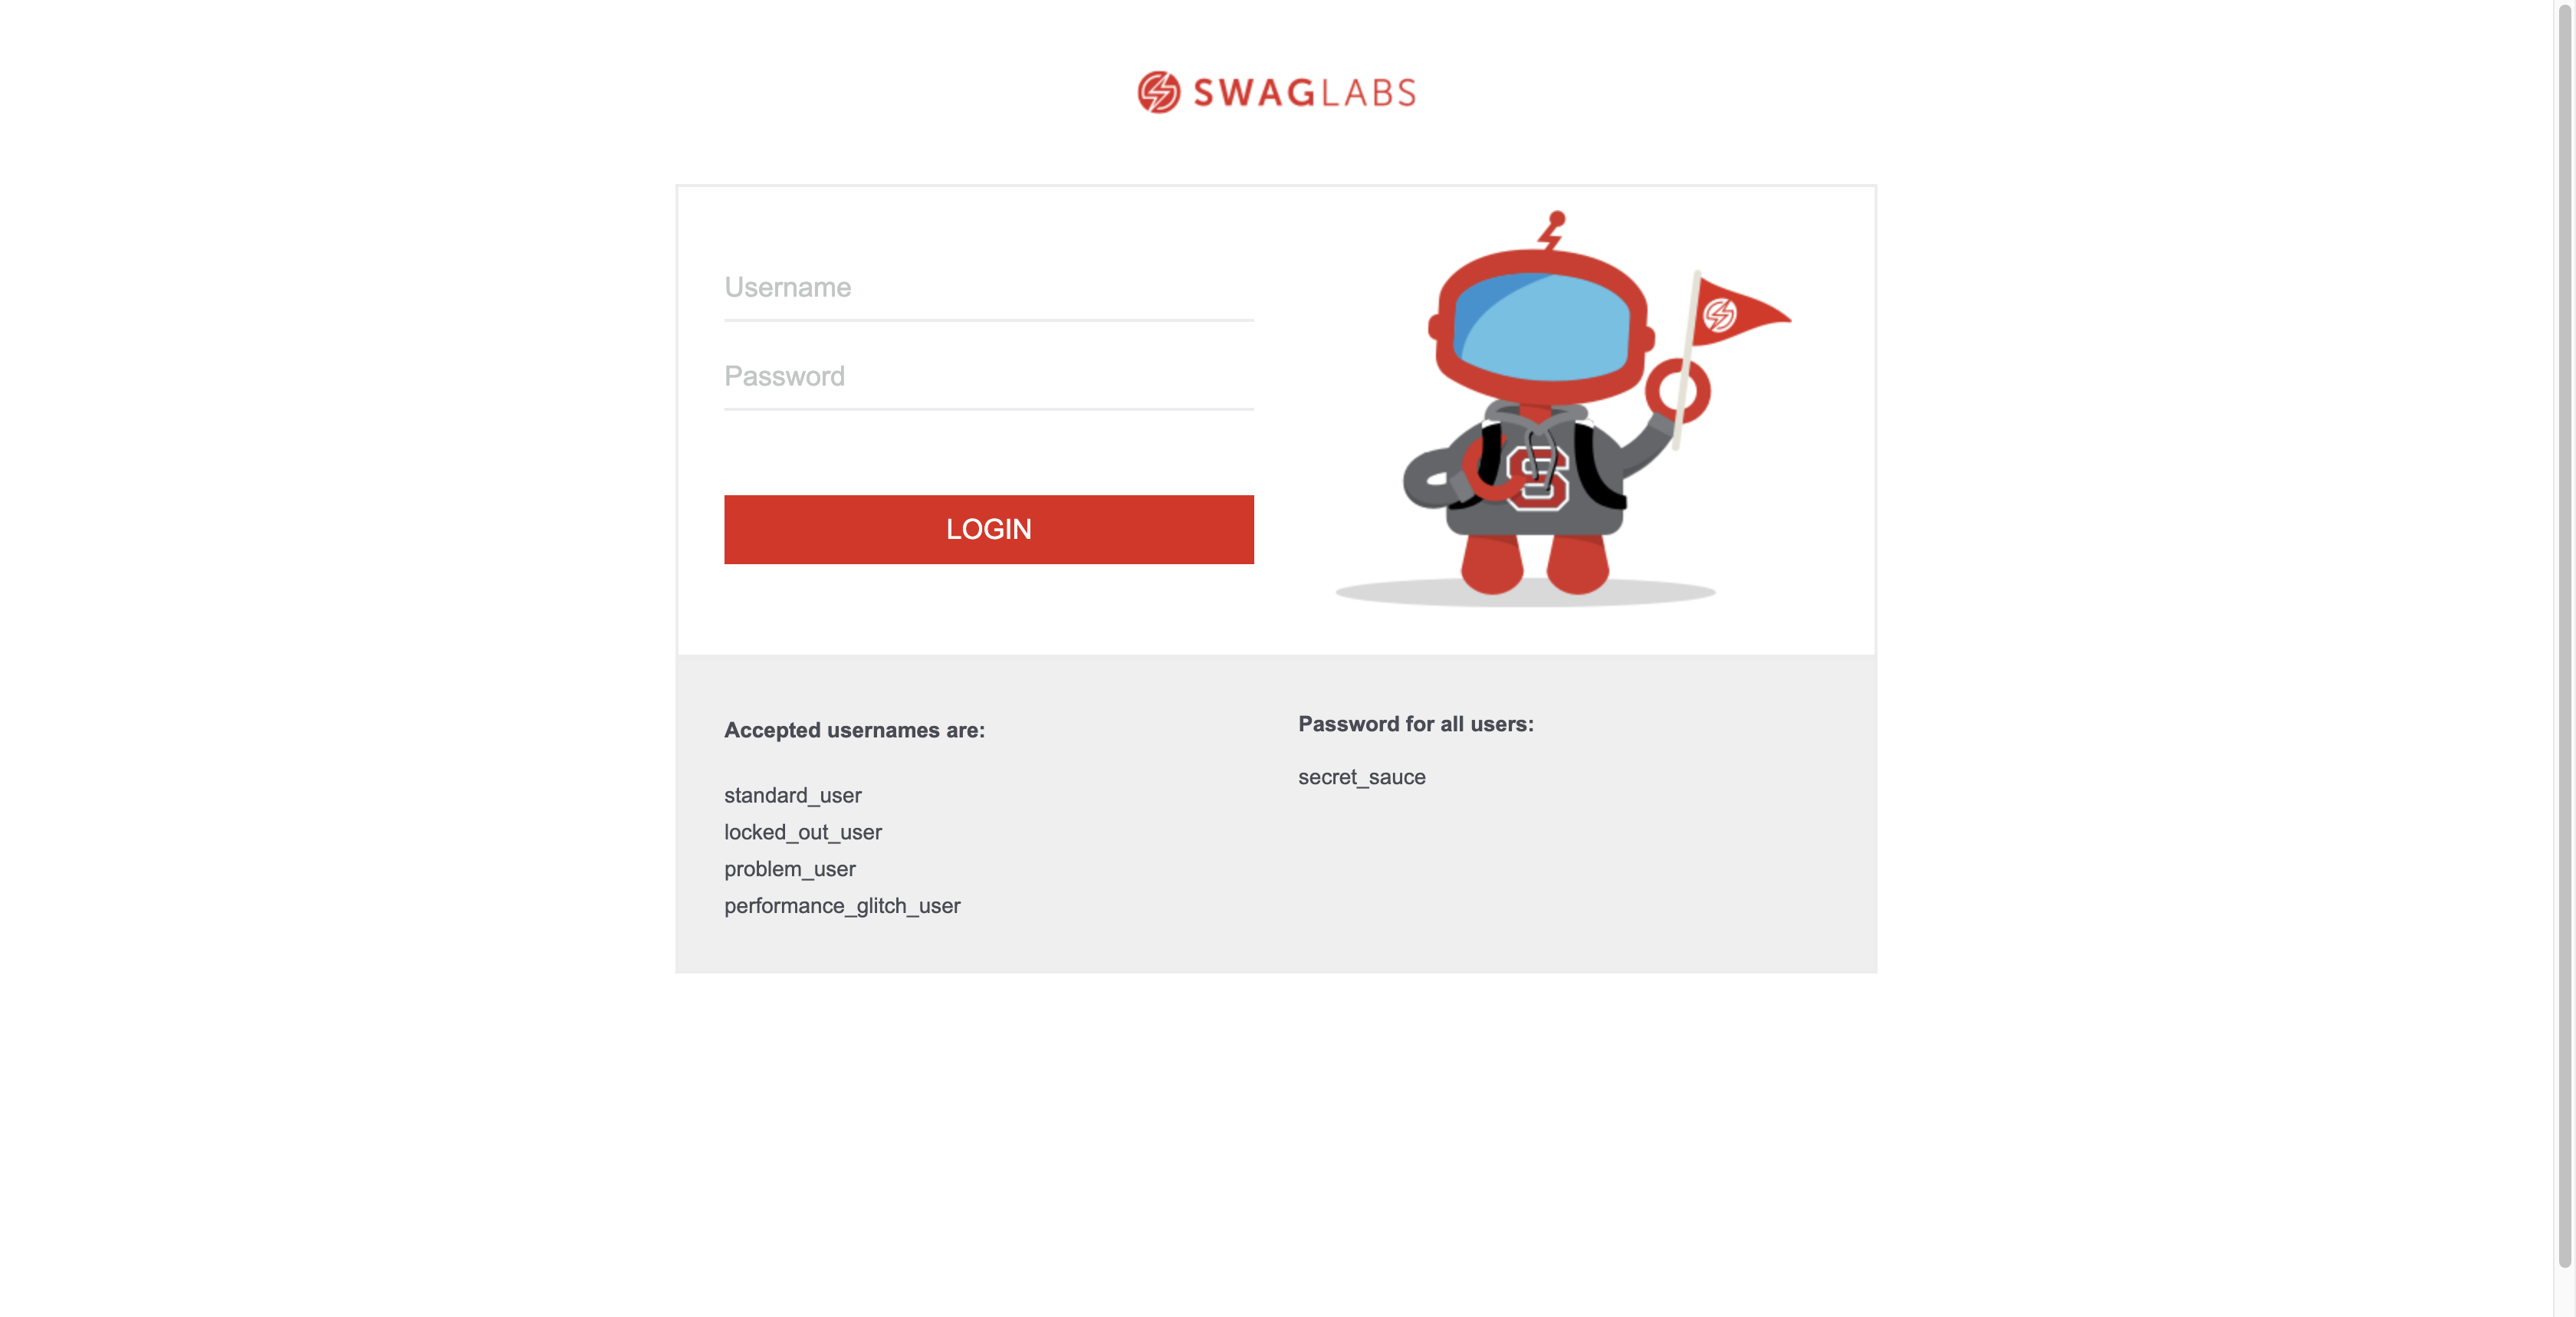 SWAGLABS
Username
Password
LOGIN
S
Accepted usernames are:
standard_user
locked_out_user
problem_user
performance_glitch_user
Password for all users:
secret_sauce